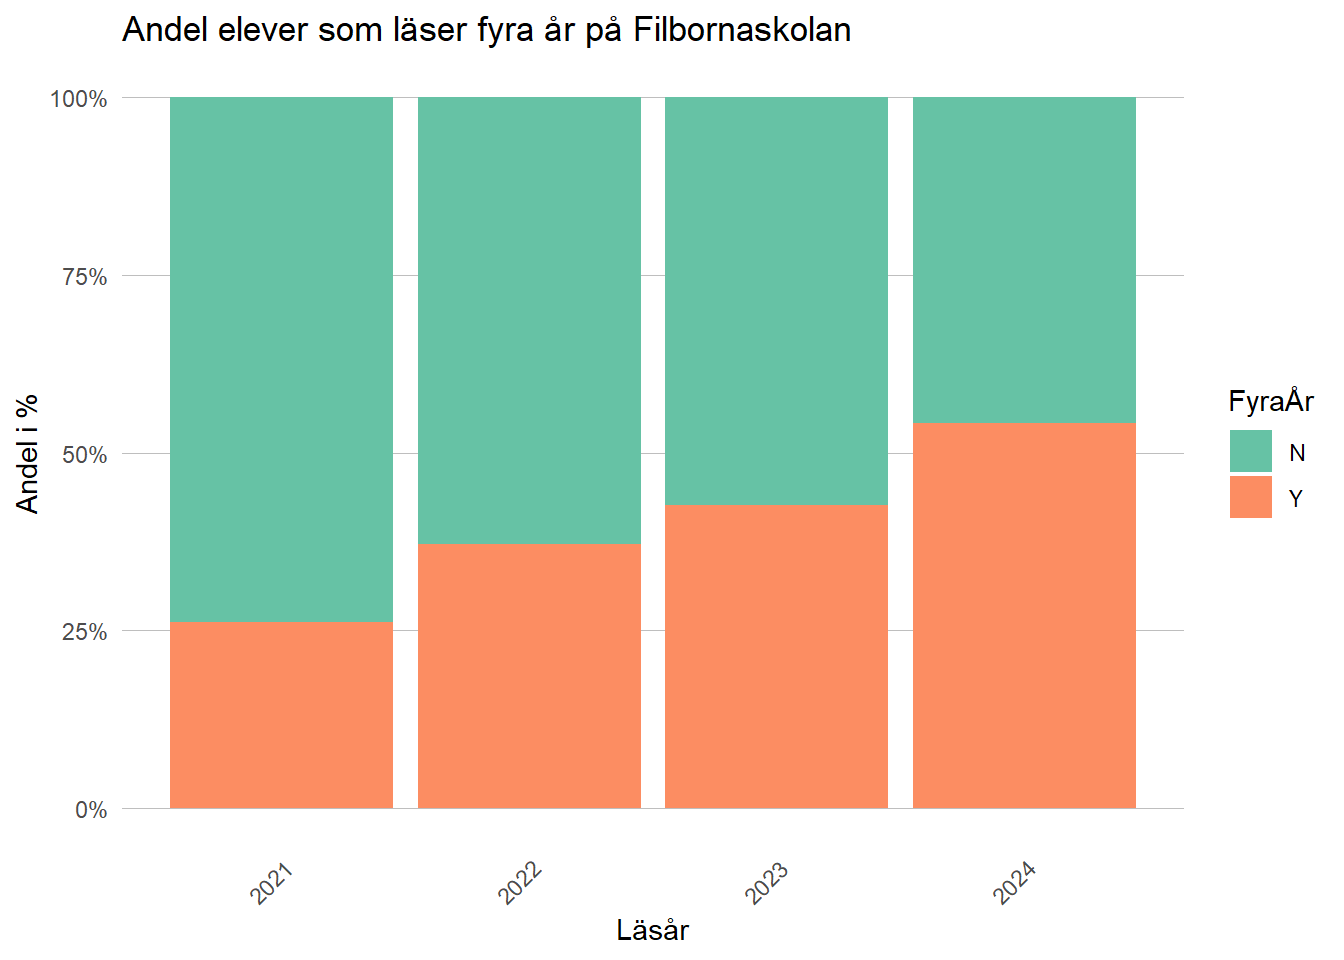 Andel elever som läser fyra år på Filbornaskolan
100%
75%
50%
25%
0%
Andel i %
2021
2022
2023
2024
Läsår
FyraÅr
N
Y